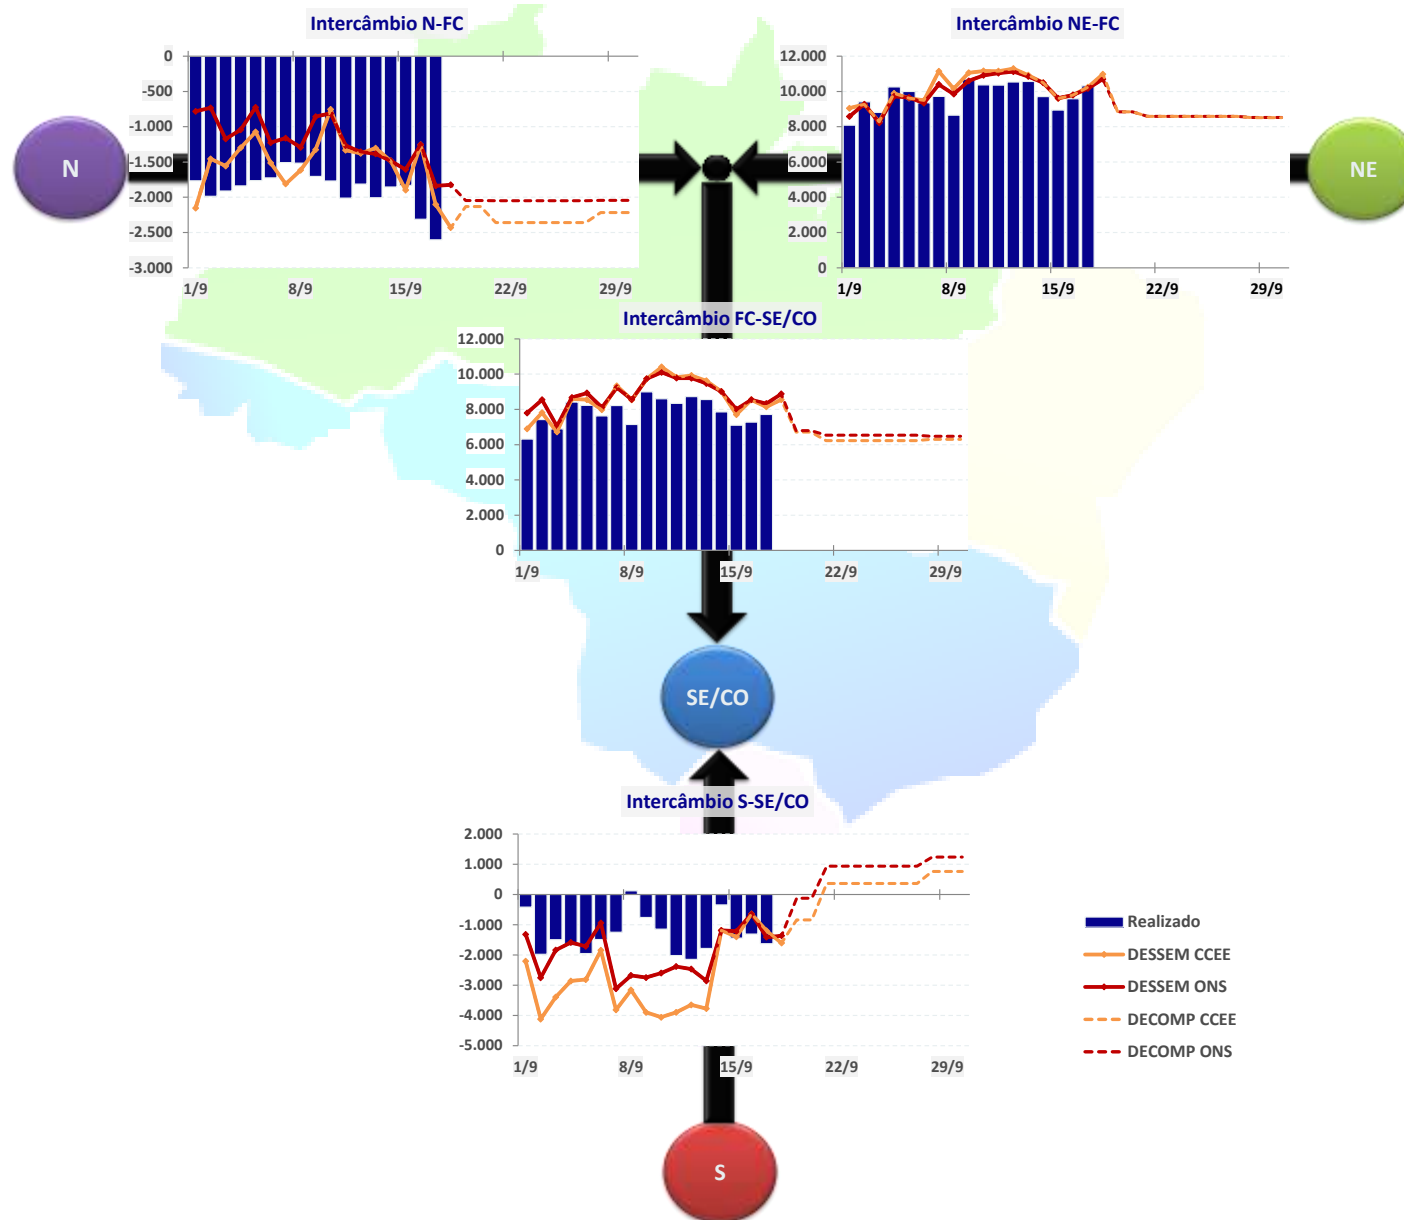 Intercâmbio N-FC
0
-500
-1.000
-1.500
-2.000
-2.500
-3.000
1/9 8/9 15/9 22/9 29/9
Intercâmbio NE-FC
12.000
10.000
8.000
6.000
4.000
2.000
0
1/9 8/9 15/9 22/9 29/9
N
NE
Intercâmbio FC-SE/CO
12.000
10.000
8.000
6.000
4.000
2.000
0
1/9 8/9 15/9 22/9 29/9
SE/CO
Intercâmbio S-SE/CO
2.000
1.000
0
-1.000
-2.000
-3.000
-4.000
-5.000
1/9 8/9 15/9 22/9 29/9
Realizado
DESSEM CCEE
DESSEM ONS
DECOMP CCEE
DECOMP ONS
S